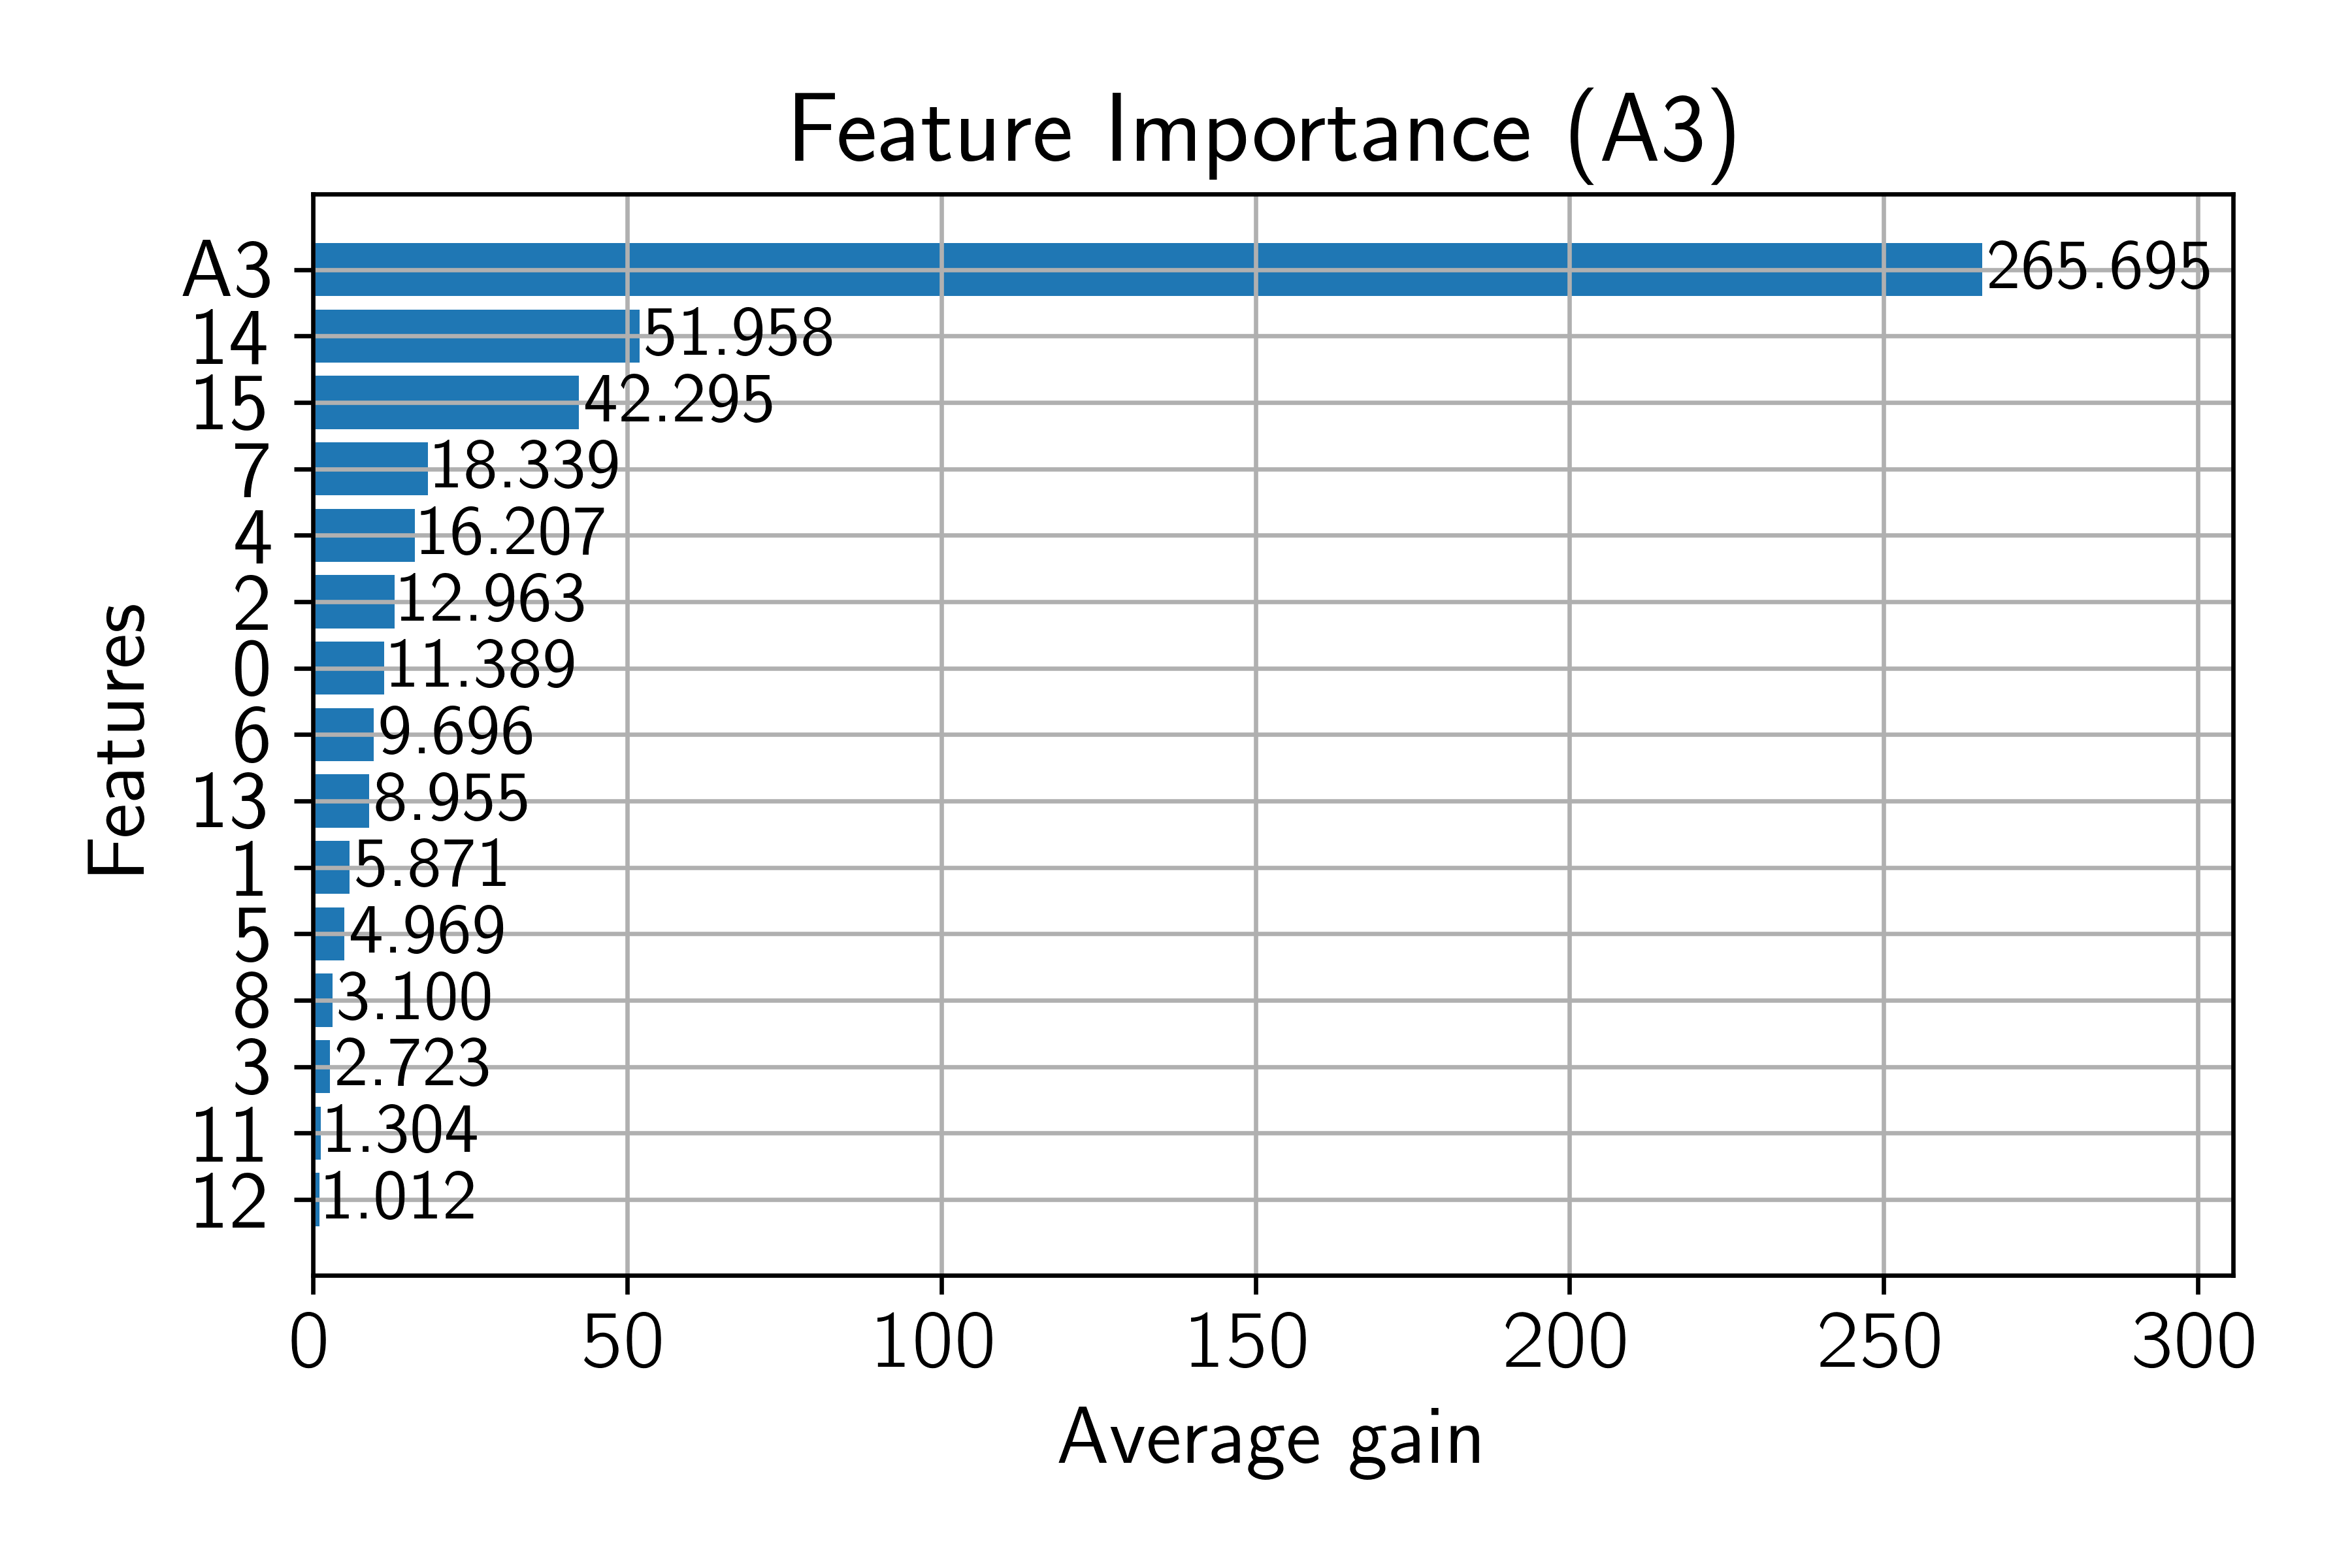 Feature Importance (A3)
Features
A3 265.695
14 51.958
15 42.295
7 18.339
4 16.207
2 12.963
0 11.389
6 9.696
13 8.955
1 5.871
5 4.969
8 3.100
3 2.723
11 1.304
12 1.012
0 50 100 150 200 250 300
Average gain